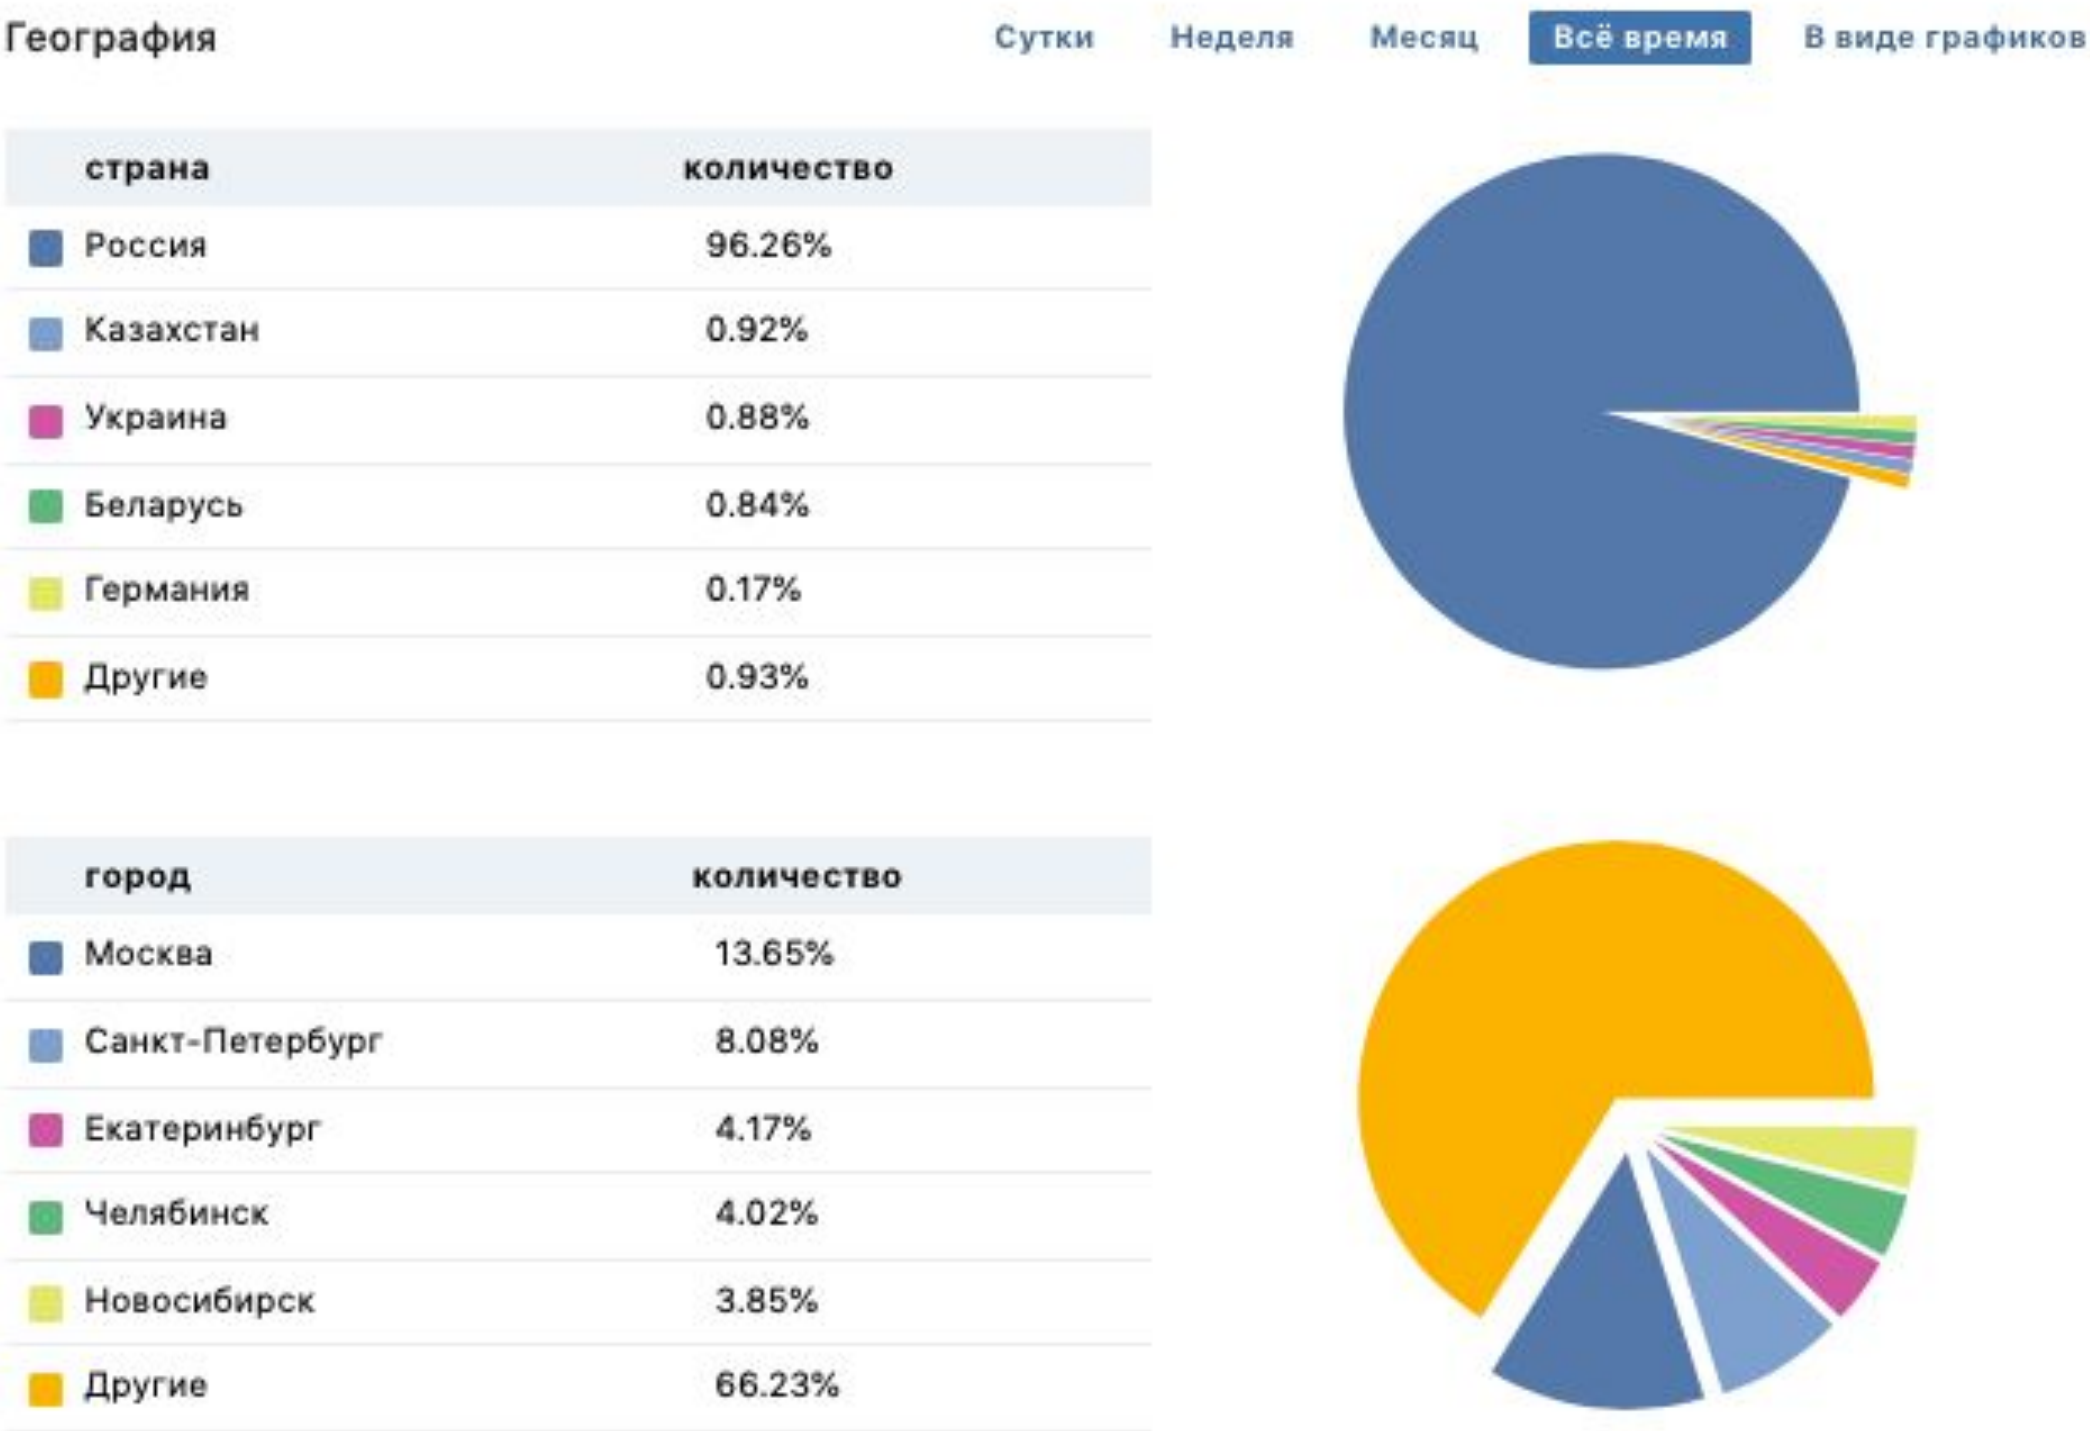 География Сутки Неделя Месяц Всё время В виде графиков
страна количество
Россия 96.26%
Казахстан 0.92%
Украина 0.88%
Беларусь 0.84%
Германия 0.17%
Другие 0.93%
город количество
Москва 13.65%
Санкт-Петербург 8.08%
Екатеринбург 4.17%
Челябинск 4.02%
Новосибирск 3.85%
Другие 66.23%